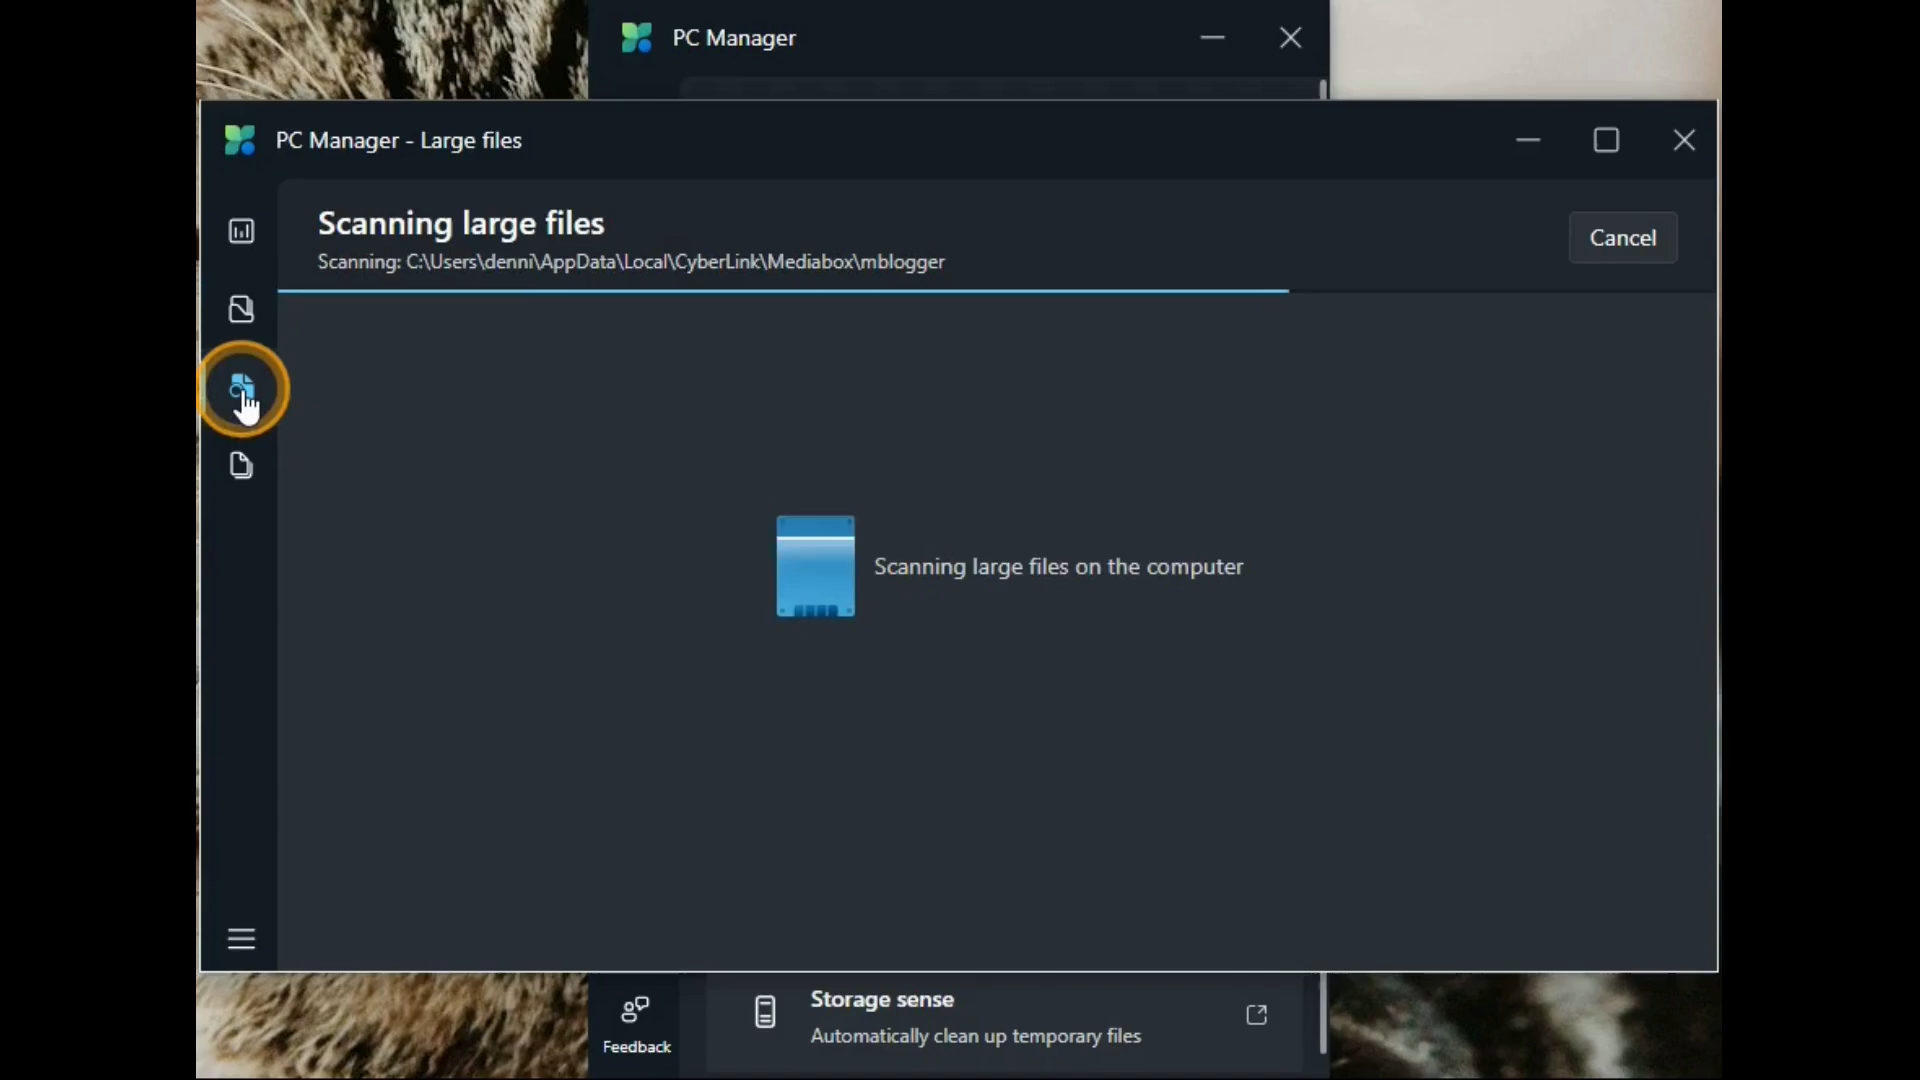 PC Manager
PC Manager - Large files
Scanning large files
Cancel
Scanning: C:\Users\denni\AppData\Local\CyberLink\Mediabox\mblogger
Scanning large files on the computer
Storage sense
Automatically clean up temporary files
Feedback